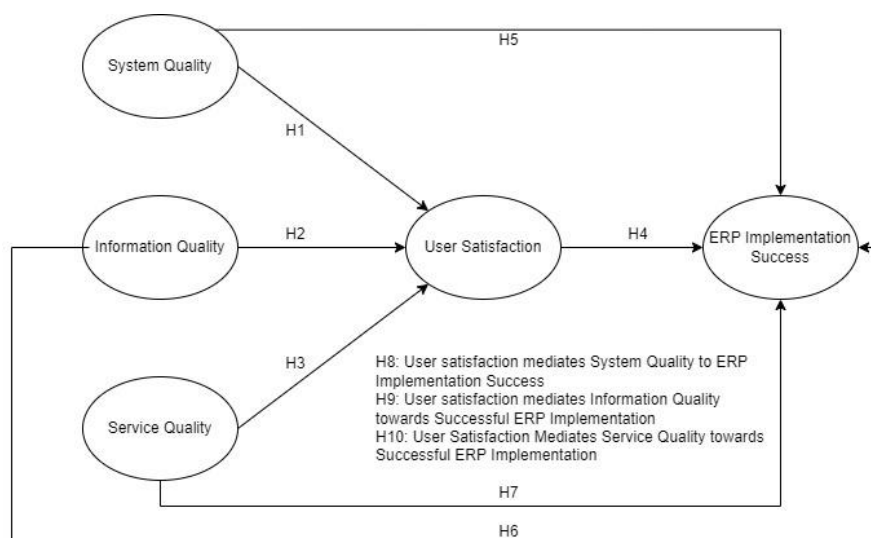 H5
System Quality
H1
Information Quality
H2
User Satisfaction
H4
ERP Implementation
Success
H3
H8: User satisfaction mediates System Quality to ERP
Implementation Success
H9: User satisfaction mediates Information Quality
towards Successful ERP Implementation
H10: User Satisfaction Mediates Service Quality towards
Successful ERP Implementation
Service Quality
H7
H6